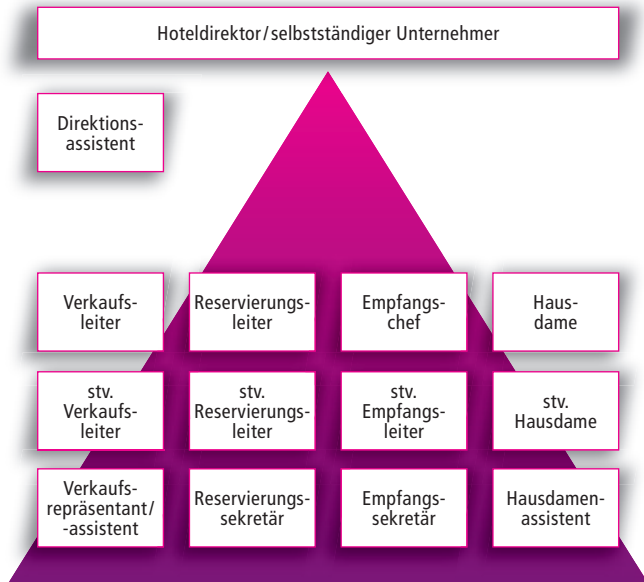 Hoteldirektor/selbstständiger Unternehmer
Direktions-
assistent
Verkaufs-
leiter
Reservierungs-
leiter
Empfangs-
chef
Haus-
dame
stv.
Verkaufs-
leiter
stv.
Reservierungs-
leiter
stv.
Empfangs-
leiter
stv.
Hausdame
Verkaufs-
repräsentant/
-assistent
Reservierungs-
sekretär
Empfangs-
sekretär
Hausdamen-
assistent